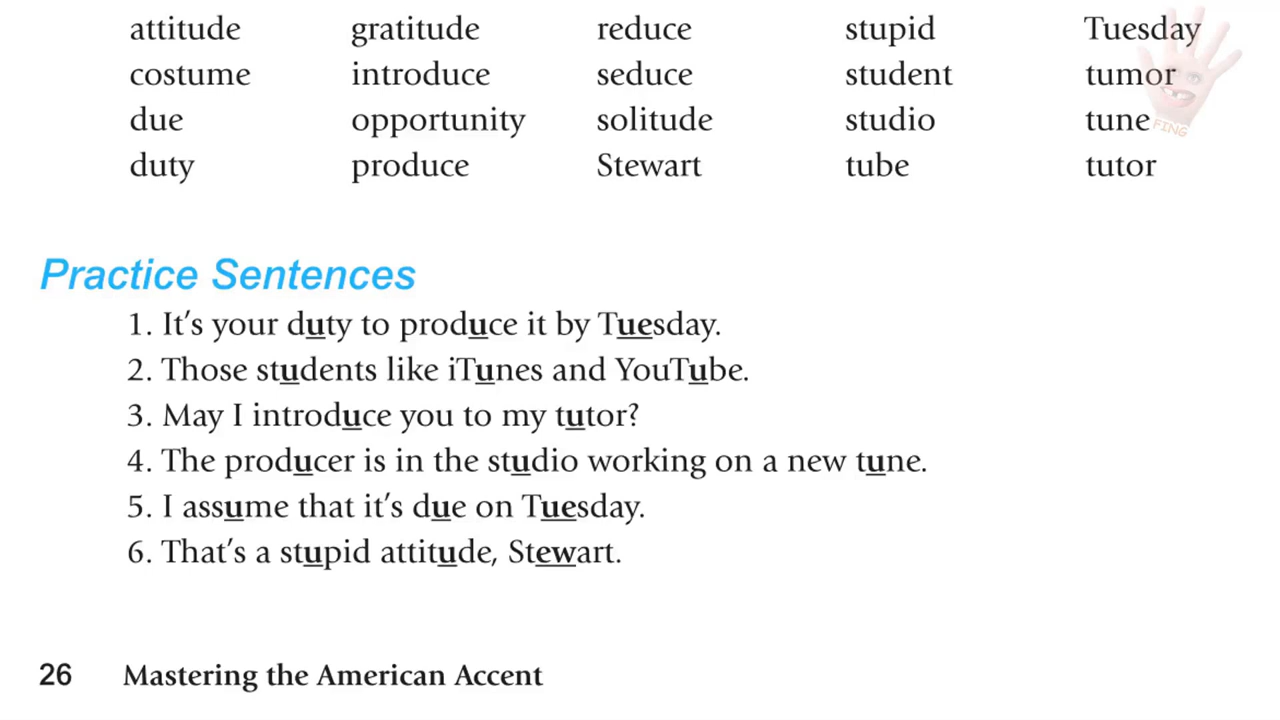 attitude gratitude reduce stupid Tuesday
costume introduce seduce student tumor
due opportunity solitude studio tune
FING
duty produce Stewart tube tutor
Practice Sentences
1. It's your duty to produce it by Tuesday.
2. Those students like iTunes and YouTube.
3. May I introduce you to my tutor?
4. The producer is in the studio working on a new tune.
5. I assume that it's due on Tuesday.
6. That's a stupid attitude, Stewart.
26 Mastering the American Accent